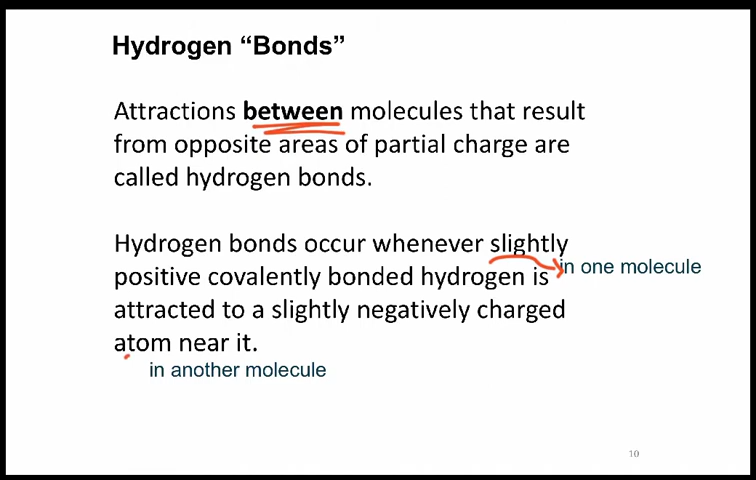 Hydrogen “Bonds”
Attractions between molecules that result
from opposite areas of partial charge are
called hydrogen bonds.
Hydrogen bonds occur whenever slightly
in one molecule
positive covalently bonded hydrogen is
attracted to a slightly negatively charged
atom near it.
in another molecule
10